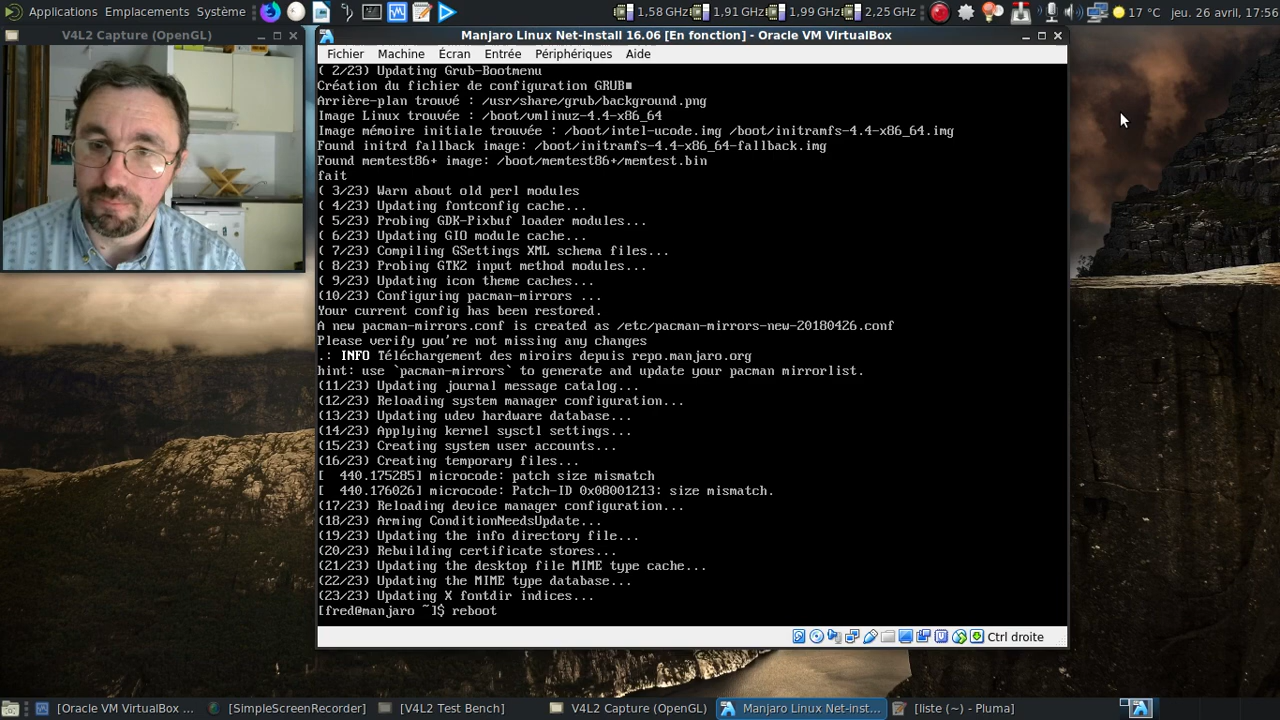 Applications Emplacements Système
1,58 GHz 1,91 GHz 1,99 GHz 2,25 GHz 17 °C jeu. 26 avril, 17:56
V4L2 Capture (OpenGL)
Manjaro Linux Net-install 16.06 [En fonction] - Oracle VM VirtualBox
Fichier Machine Écran Entrée Périphériques Aide
( 2/23) Updating Grub-Bootmenu
Création du fichier de configuration GRUB
Arrière-plan trouvé : /usr/share/grub/background.png
Image Linux trouvée : /boot/vmlinuz-4.4-x86_64
Image mémoire initiale trouvée : /boot/intel-ucode.img /boot/initramfs-4.4-x86_64.img
Found initrd fallback image: /boot/initramfs-4.4-x86_64-fallback.img
Found memtest86+ image: /boot/memtest86+/memtest.bin
fait
( 3/23) Warn about old perl modules
( 4/23) Updating fontconfig cache...
( 5/23) Probing GDK-Pixbuf loader modules...
( 6/23) Updating GIO module cache...
( 7/23) Compiling GSettings XML schema files...
( 8/23) Probing GTK2 input method modules...
( 9/23) Updating icon theme caches...
(10/23) Configuring pacman-mirrors ...
Your current config has been restored.
A new pacman-mirrors.conf is created as /etc/pacman-mirrors-new-20180426.conf
Please verify you're not missing any changes
.: INFO Téléchargement des miroirs depuis repo.manjaro.org
hint: use `pacman-mirrors` to generate and update your pacman mirrorlist.
(11/23) Updating journal message catalog...
(12/23) Reloading system manager configuration...
(13/23) Updating udev hardware database...
(14/23) Applying kernel sysctl settings...
(15/23) Creating system user accounts...
(16/23) Creating temporary files...
[  440.175285] microcode: patch size mismatch
[  440.176026] microcode: Patch-ID 0x08001213: size mismatch.
(17/23) Reloading device manager configuration...
(18/23) Arming ConditionNeedsUpdate...
(19/23) Updating the info directory file...
(20/23) Rebuilding certificate stores...
(21/23) Updating the desktop file MIME type cache...
(22/23) Updating the MIME type database...
(23/23) Updating X fontdir indices...
[fred@manjaro ~]$ reboot
Ctrl droite
[Oracle VM VirtualBox ... [SimpleScreenRecorder] [V4L2 Test Bench] V4L2 Capture (OpenGL) Manjaro Linux Net-inst... [liste (~) - Pluma]